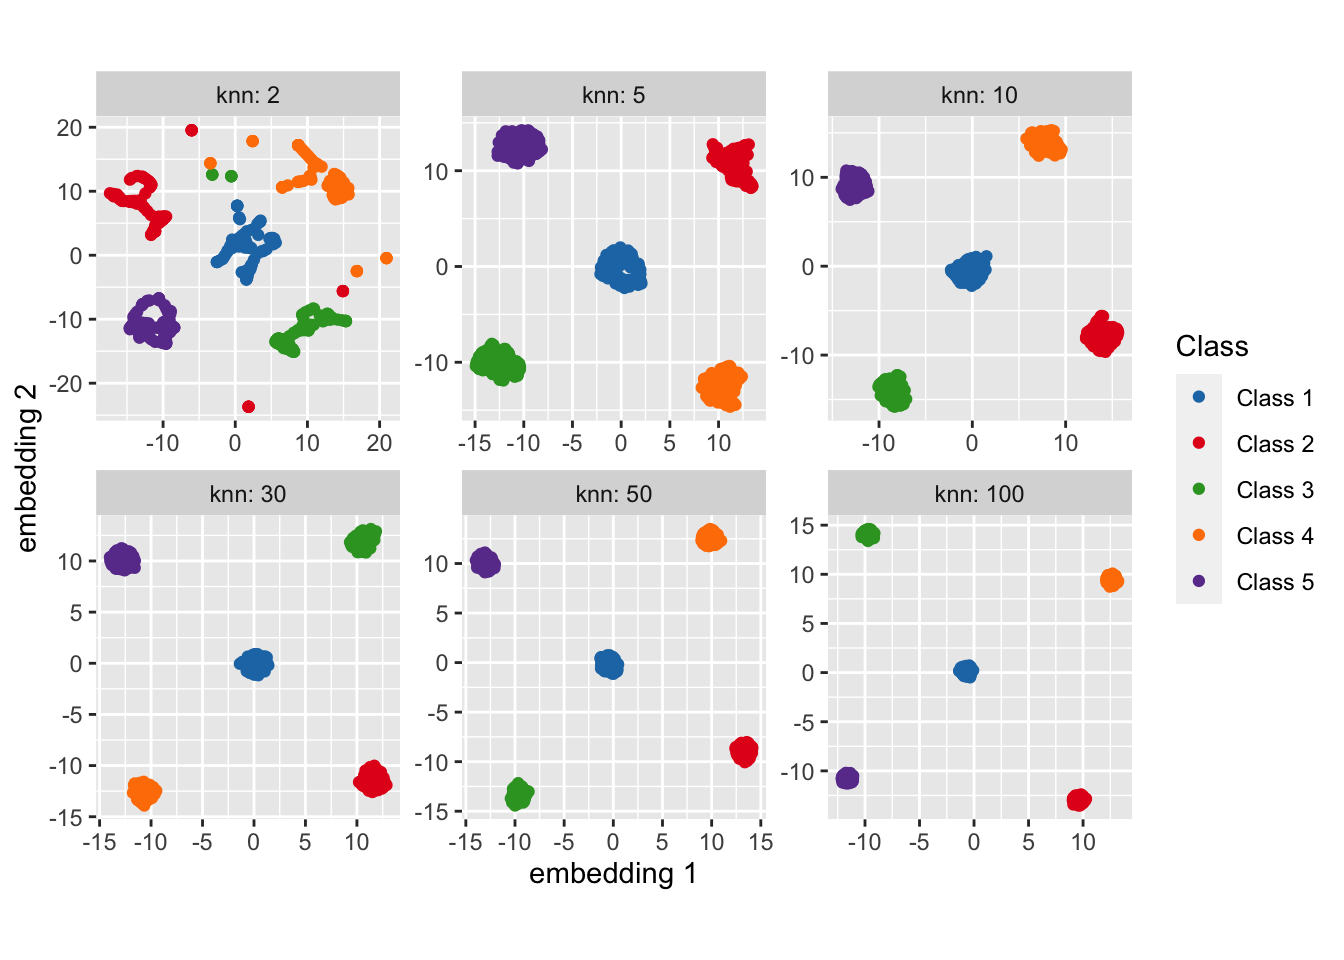 knn: 2
knn: 5
knn: 10
20
10
0
-10
-20
-10 0 10 20
10
0
-10
-15 -10 -5 0 5 10
10
0
-10
-10 0 10
knn: 30
knn: 50
knn: 100
10
5
0
-5
-10
-15
-15 -10 -5 0 5 10
10
5
0
-5
-10
-15
-15 -10 -5 0 5 10 15
15
10
5
0
-5
-10
-10 -5 0 5 10
embedding 1
embedding 2
Class
Class 1
Class 2
Class 3
Class 4
Class 5